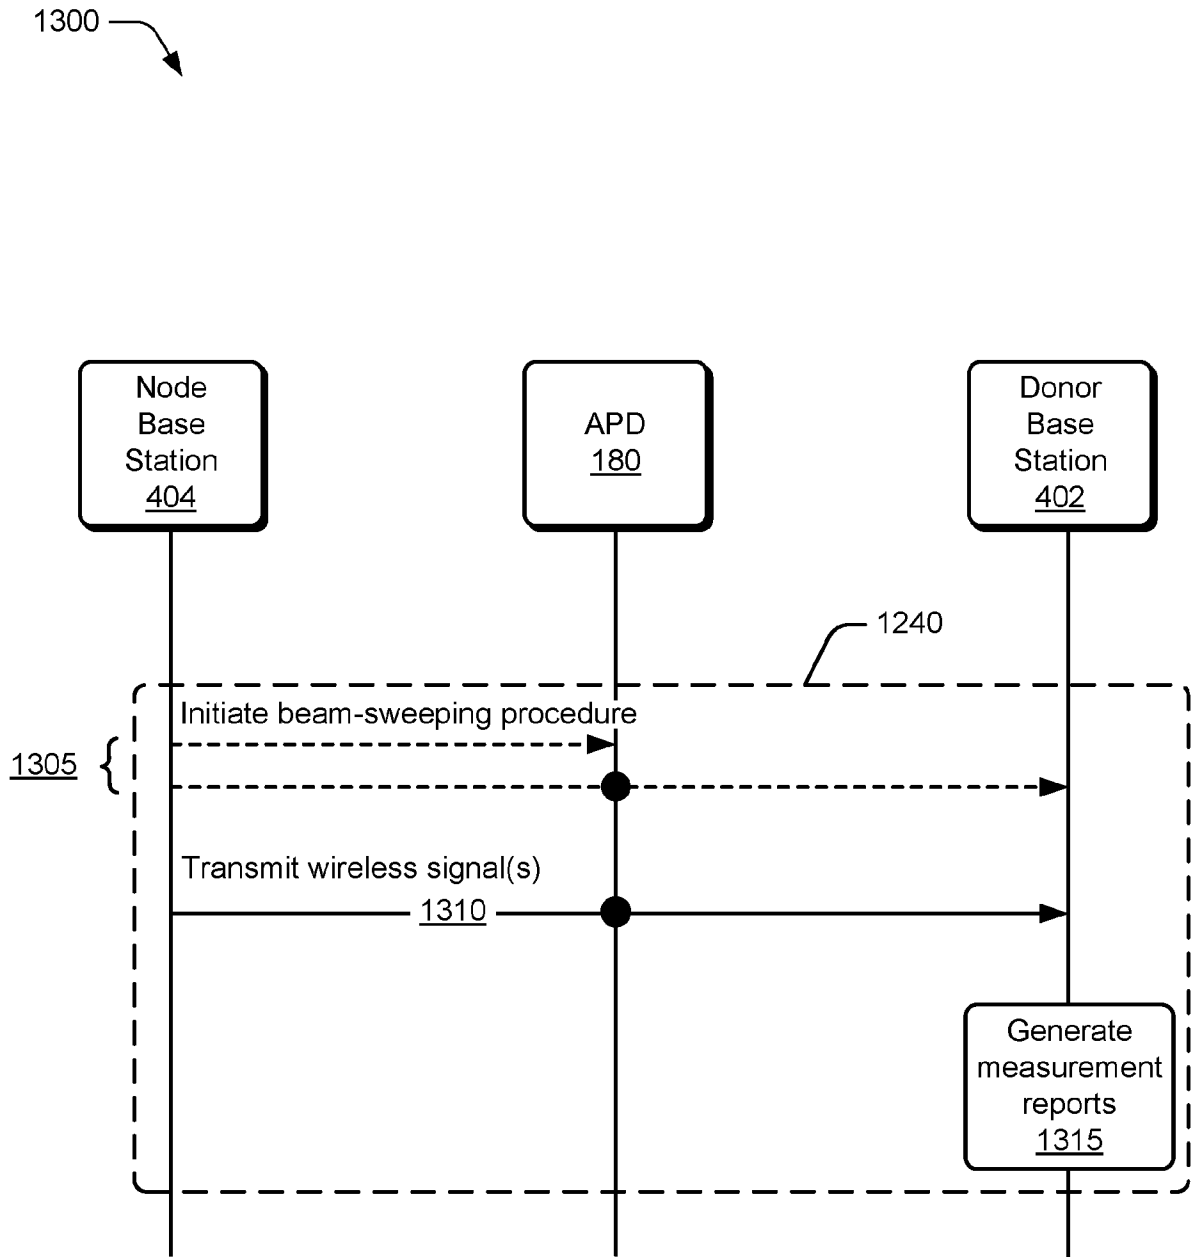 1300
Node
Base
Station
404
APD
180
Donor
Base
Station
402
1240
Initiate beam-sweeping procedure
1305
Transmit wireless signal(s)
1310
Generate
measurement
reports
1315